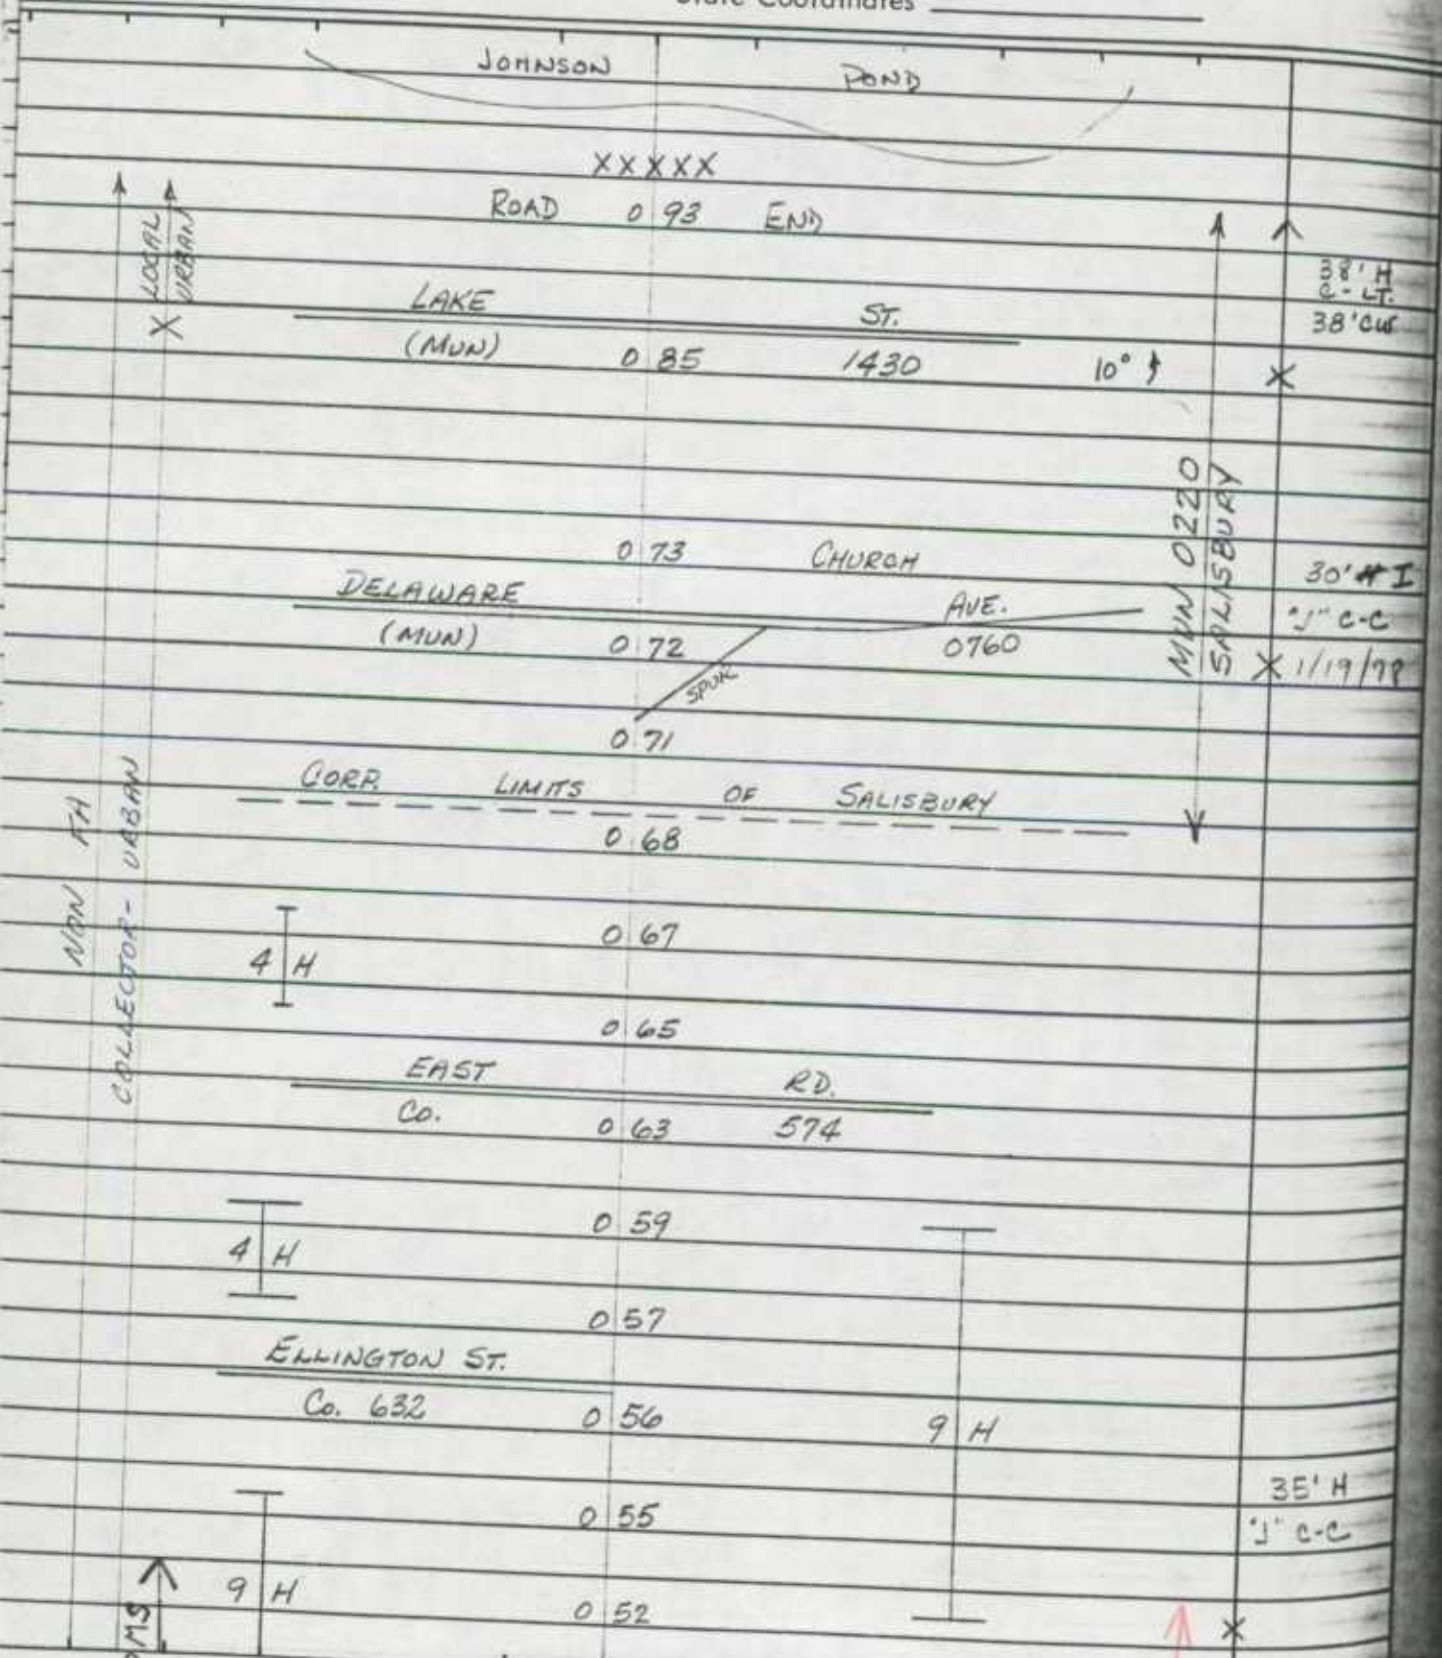 State Coordinates
JOHNSON POND
XXXXX
ROAD 0 93 END
LOCAL
URBAN
X
38' H
C-LT.
38' CW
LAKE ST.
(MUN) 0 85 1430 10°
X
MUN 0220
SALISBURY
0 73 CHURCH
30' H I
"J" C-C
DELAWARE AVE.
(MUN) 0 72 0760
X 1/19/78
SPUR
0 71
CORP. LIMITS OF SALISBURY
0 68
NON FA
COLLECTOR - URBAN
0 67
4 H
0 65
EAST RD.
Co. 0 63 574
0 59
4 H
0 57
ELLINGTON ST.
Co. 632 0 56
9 H
35' H
"J" C-C
0 55
9 H
0 52
X